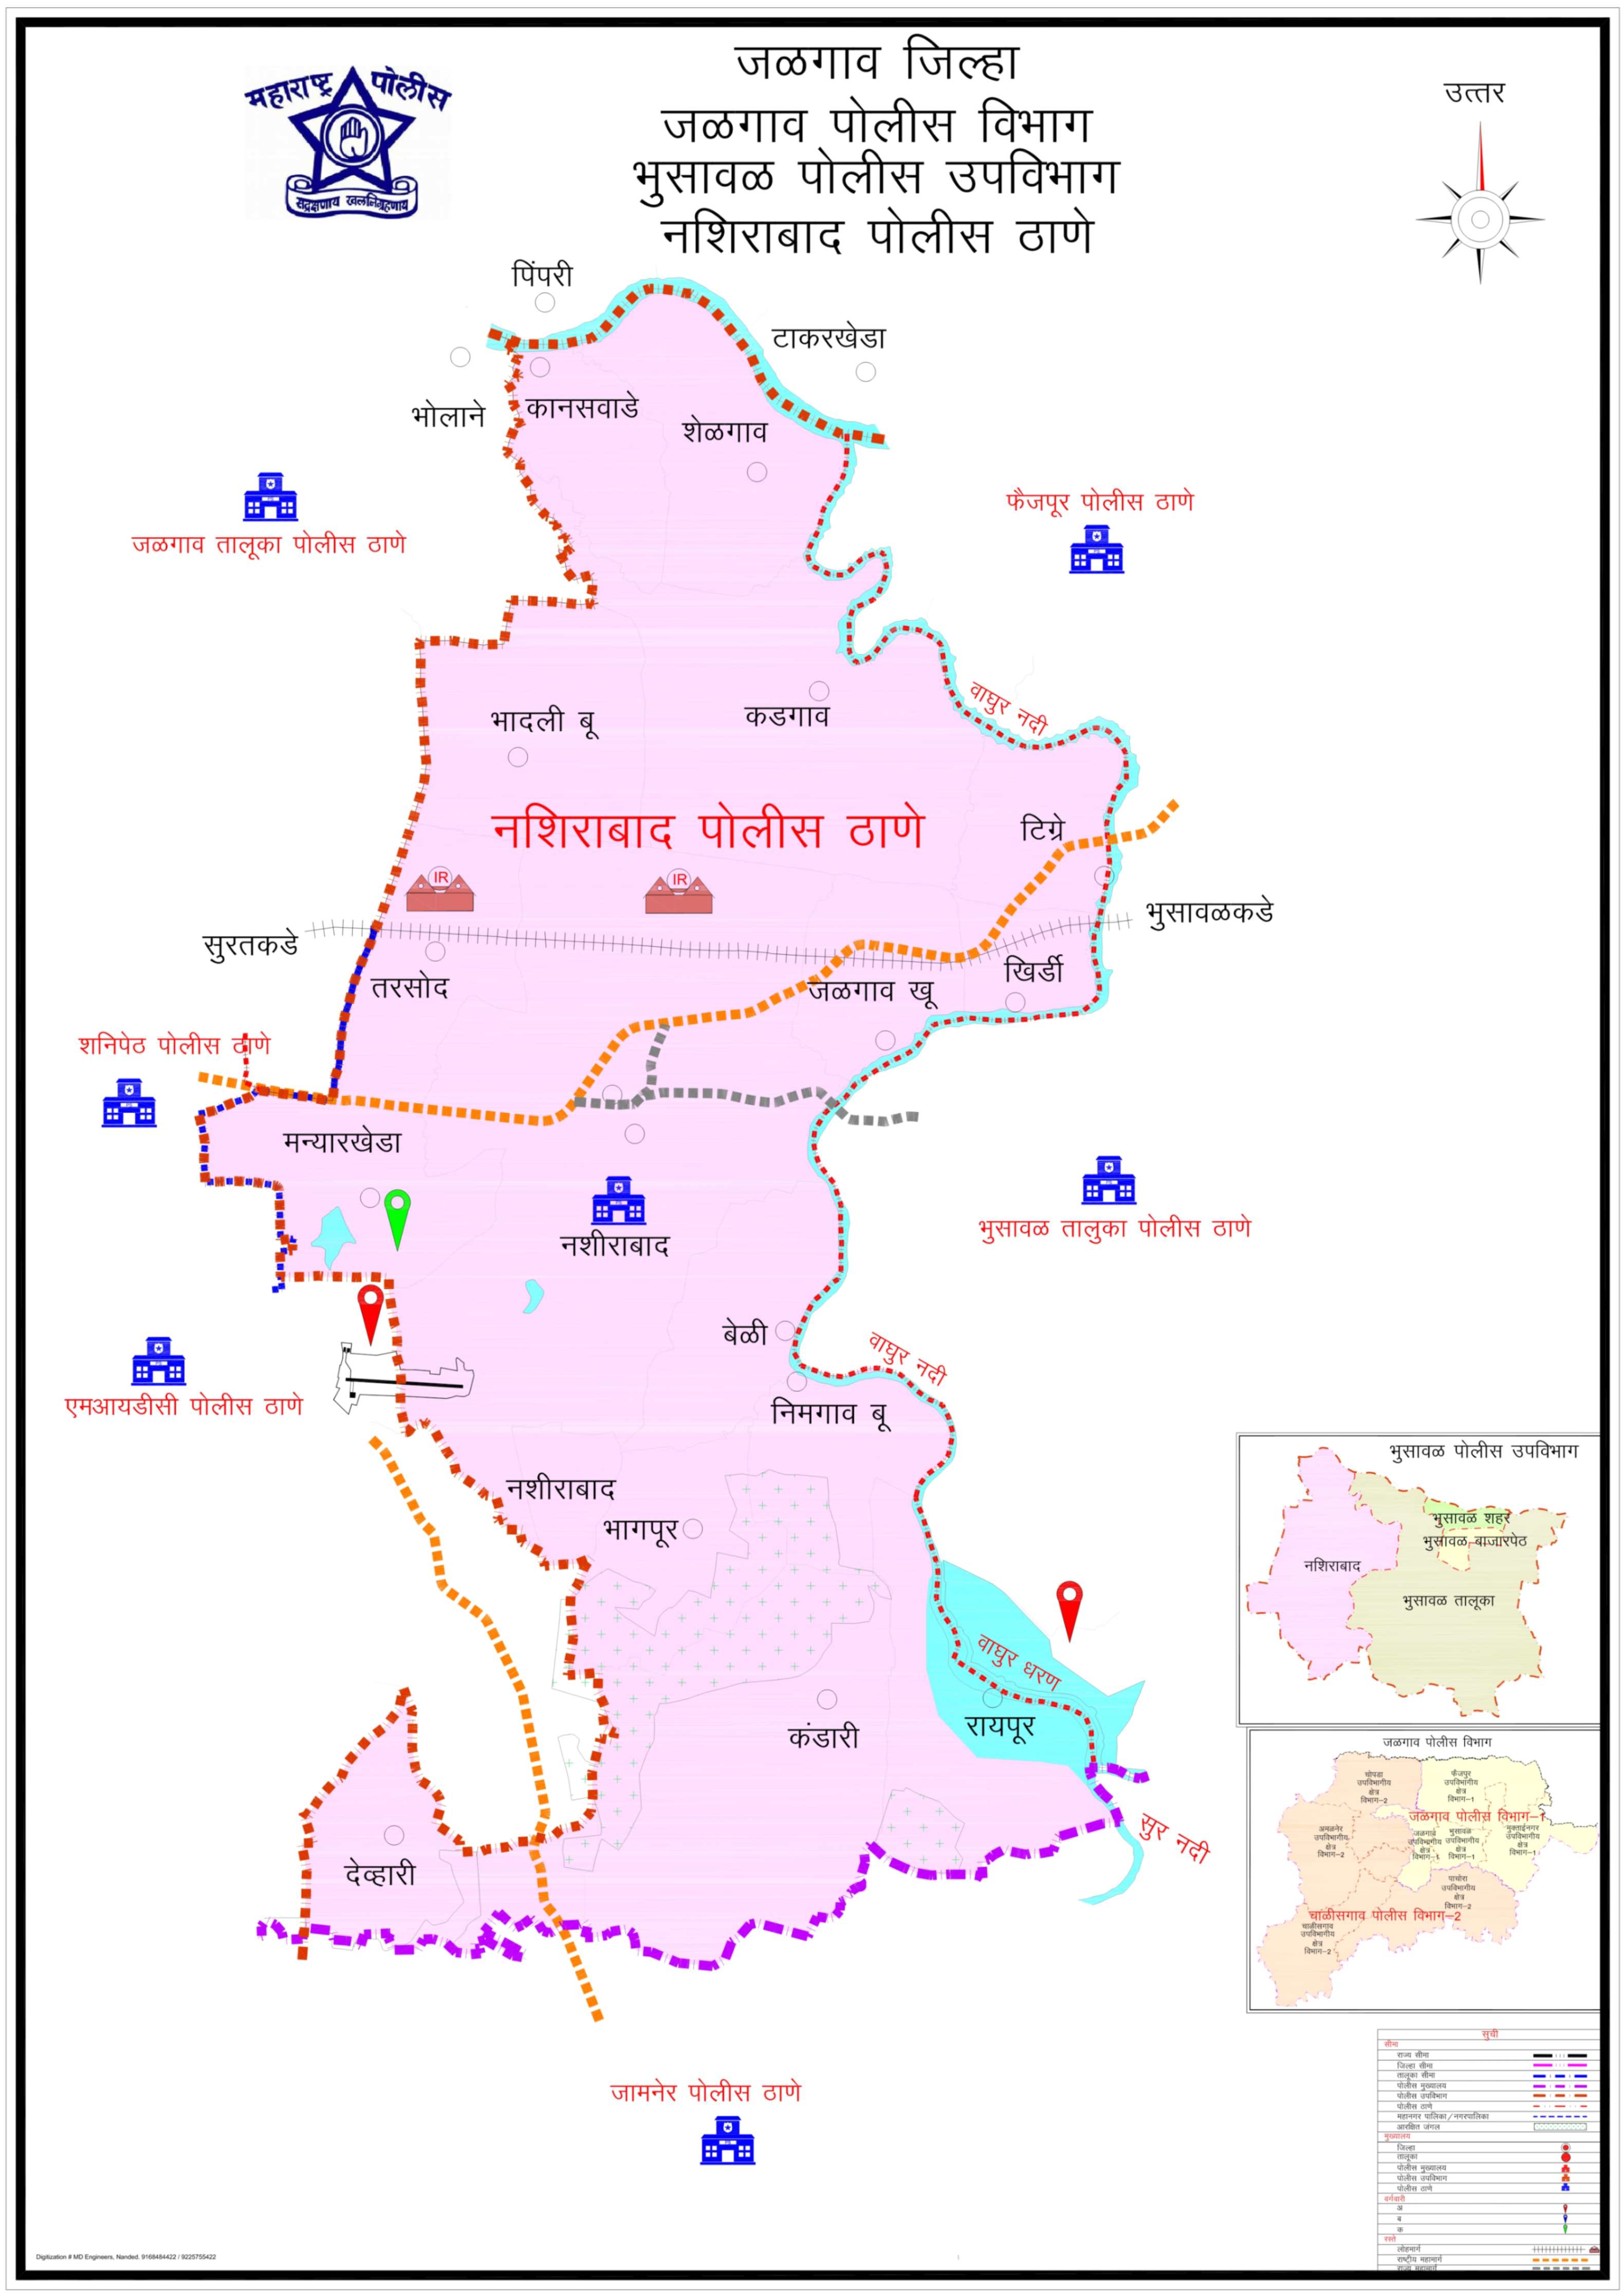 महाराष्ट्र पोलीस
सद्रक्षणाय खलनिग्रहणाय
जळगाव जिल्हा
जळगाव पोलीस विभाग
भुसावळ पोलीस उपविभाग
नशिराबाद पोलीस ठाणे
उत्तर
पिंपरी
टाकरखेडा
भोलाने
कानसवाडे
शेळगाव
फैजपूर पोलीस ठाणे
जळगाव तालूका पोलीस ठाणे
वाघुर नदी
भादली बू
कडगाव
नशिराबाद पोलीस ठाणे
टिग्रे
IR
IR
भुसावळकडे
सुरतकडे
तरसोद
जळगाव खू
खिर्डी
शनिपेठ पोलीस ठाणे
मन्यारखेडा
नशीराबाद
भुसावळ तालुका पोलीस ठाणे
बेळी
वाघुर नदी
एमआयडीसी पोलीस ठाणे
निमगाव बू
नशीराबाद
भागपूर
वाघुर धरण
कंडारी
रायपूर
सुर नदी
देव्हारी
जामनेर पोलीस ठाणे
भुसावळ पोलीस उपविभाग
भुसावळ शहर
भुसावळ बाजारपेठ
नशिराबाद
भुसावळ तालूका
जळगाव पोलीस विभाग
चोपडा
उपविभागीय
क्षेत्र
विभाग-2
फैजपुर
उपविभागीय
क्षेत्र
विभाग-1
जळगाव पोलीस विभाग-1
अमळनेर
उपविभागीय
क्षेत्र
विभाग-2
जळगाव
उपविभागीय
क्षेत्र
विभाग-1
भुसावळ
उपविभागीय
क्षेत्र
विभाग-1
मुक्ताईनगर
उपविभागीय
क्षेत्र
विभाग-1
पाचोरा
उपविभागीय
क्षेत्र
विभाग-2
चाळीसगाव पोलीस विभाग-2
चाळीसगाव
उपविभागीय
क्षेत्र
विभाग-2
सुची
सीमा
राज्य सीमा
जिल्हा सीमा
तालूका सीमा
पोलीस मुख्यालय
पोलीस उपविभाग
पोलीस ठाणे
महानगर पालिका/नगरपालिका
आरक्षित जंगल
मुख्यालय
जिल्हा
तालूका
पोलीस मुख्यालय
पोलीस उपविभाग
पोलीस ठाणे
वर्गवारी
अ
ब
क
रस्ते
लोहमार्ग
राष्ट्रीय महामार्ग
राज्य महामार्ग
Digitization # MD Engineers, Nanded. 9168484422 / 9225755422